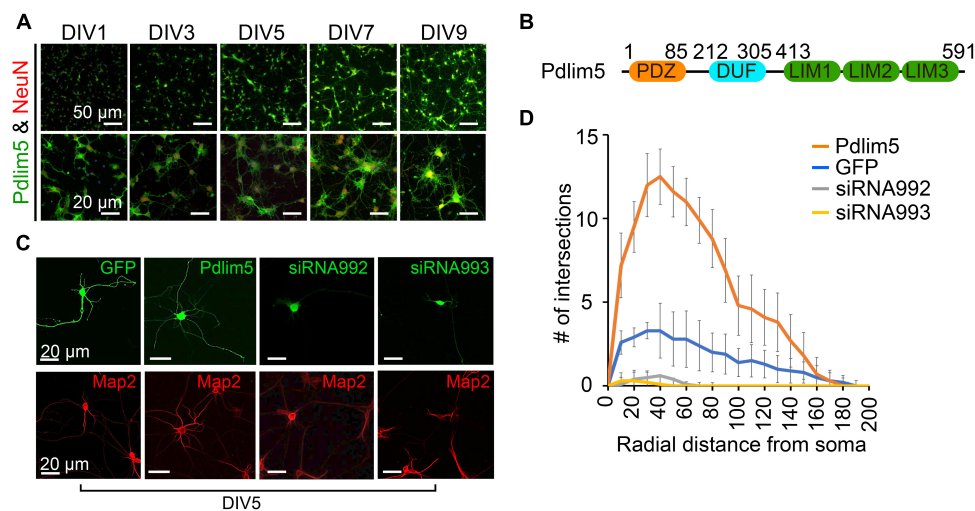 A
DIV1 DIV3 DIV5 DIV7 DIV9
Pdlim5 & NeuN
50 µm
20 µm
B
1 85 212 305 413 591
Pdlim5 PDZ DUF LIM1 LIM2 LIM3
C
GFP Pdlim5 siRNA992 siRNA993
20 µm
Map2 Map2 Map2 Map2
20 µm
DIV5
D
15
10
5
0
# of intersections
Pdlim5
GFP
siRNA992
siRNA993
0 20 40 60 80 100 120 140 160 180 200
Radial distance from soma